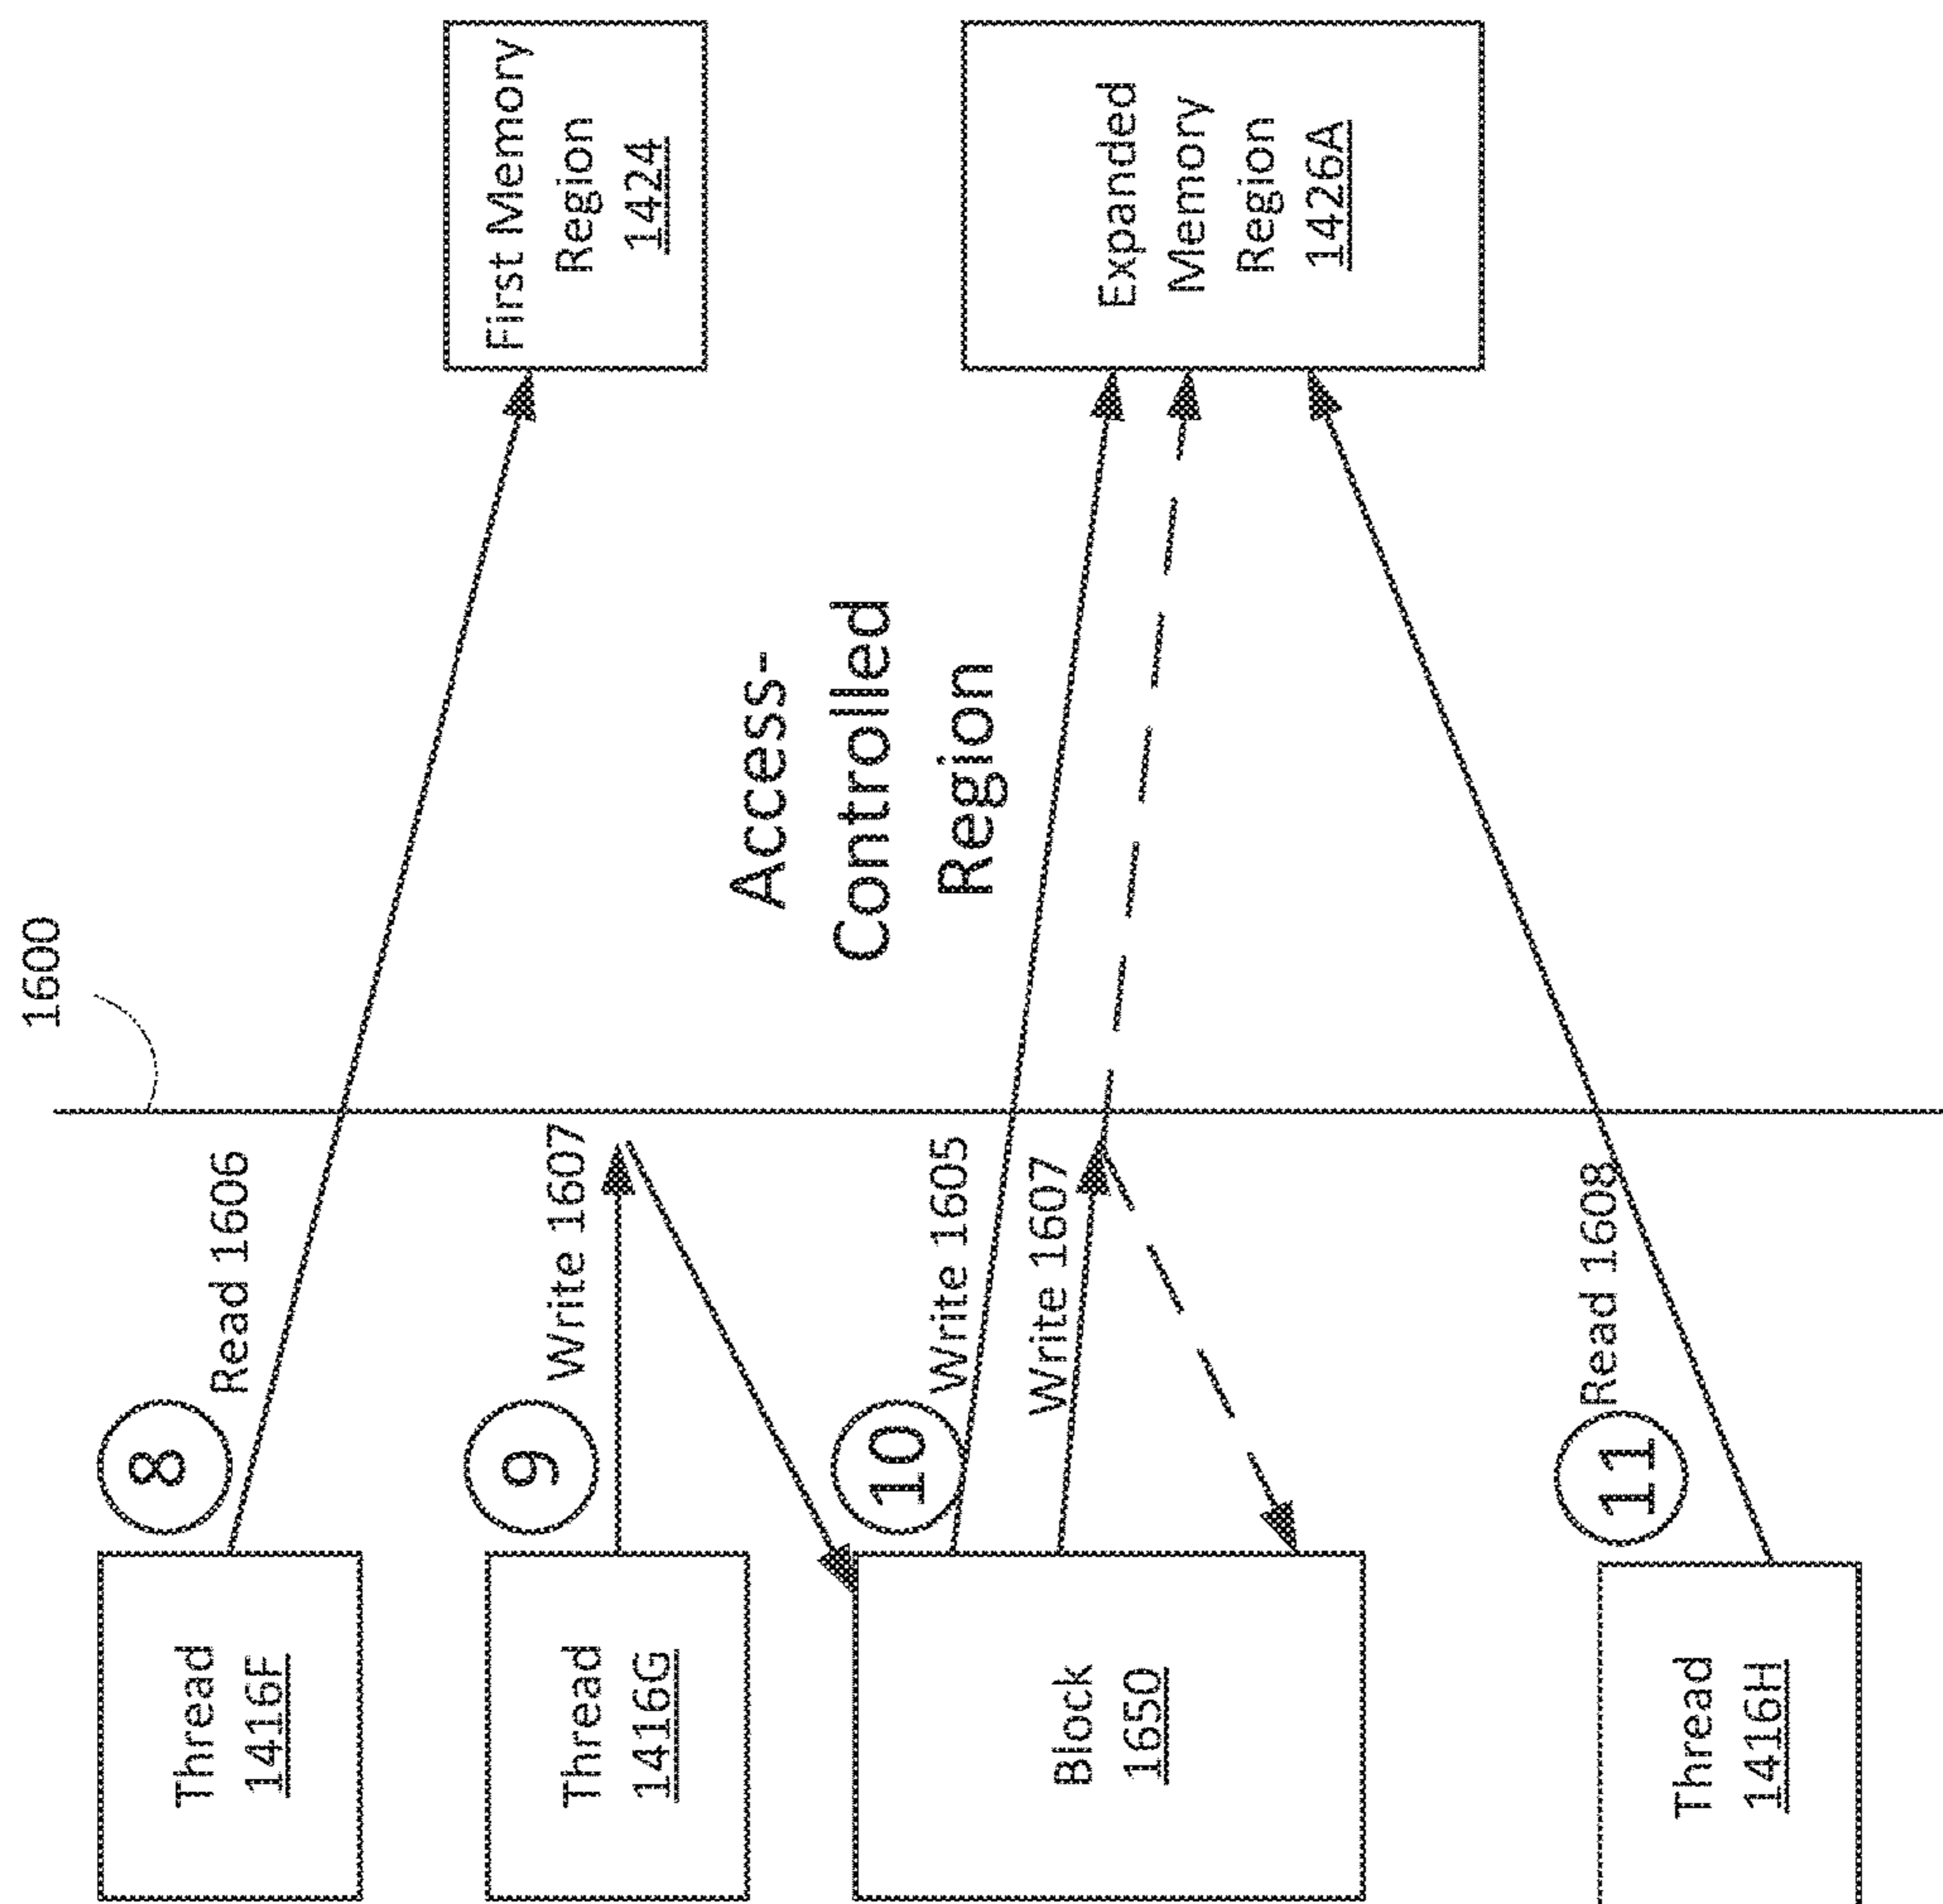 1600
Thread
1416F
8
Read 1606
First Memory
Region
1424
Thread
1416G
9
Write 1607
Access-
Controlled
Region
Block
1650
10
Write 1605
Write 1607
Expanded
Memory
Region
1426A
Thread
1416H
11
Read 1608